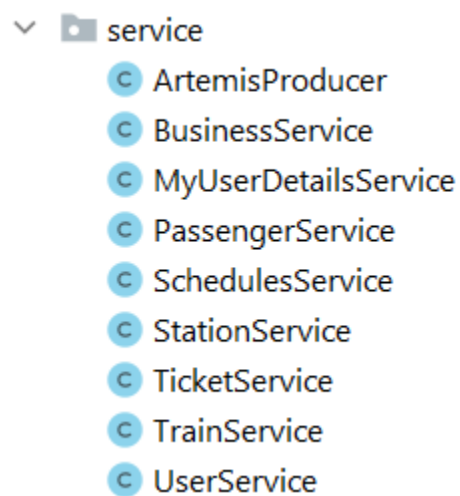 service
C ArtemisProducer
C BusinessService
C MyUserDetailsService
C PassengerService
C SchedulesService
C StationService
C TicketService
C TrainService
C UserService